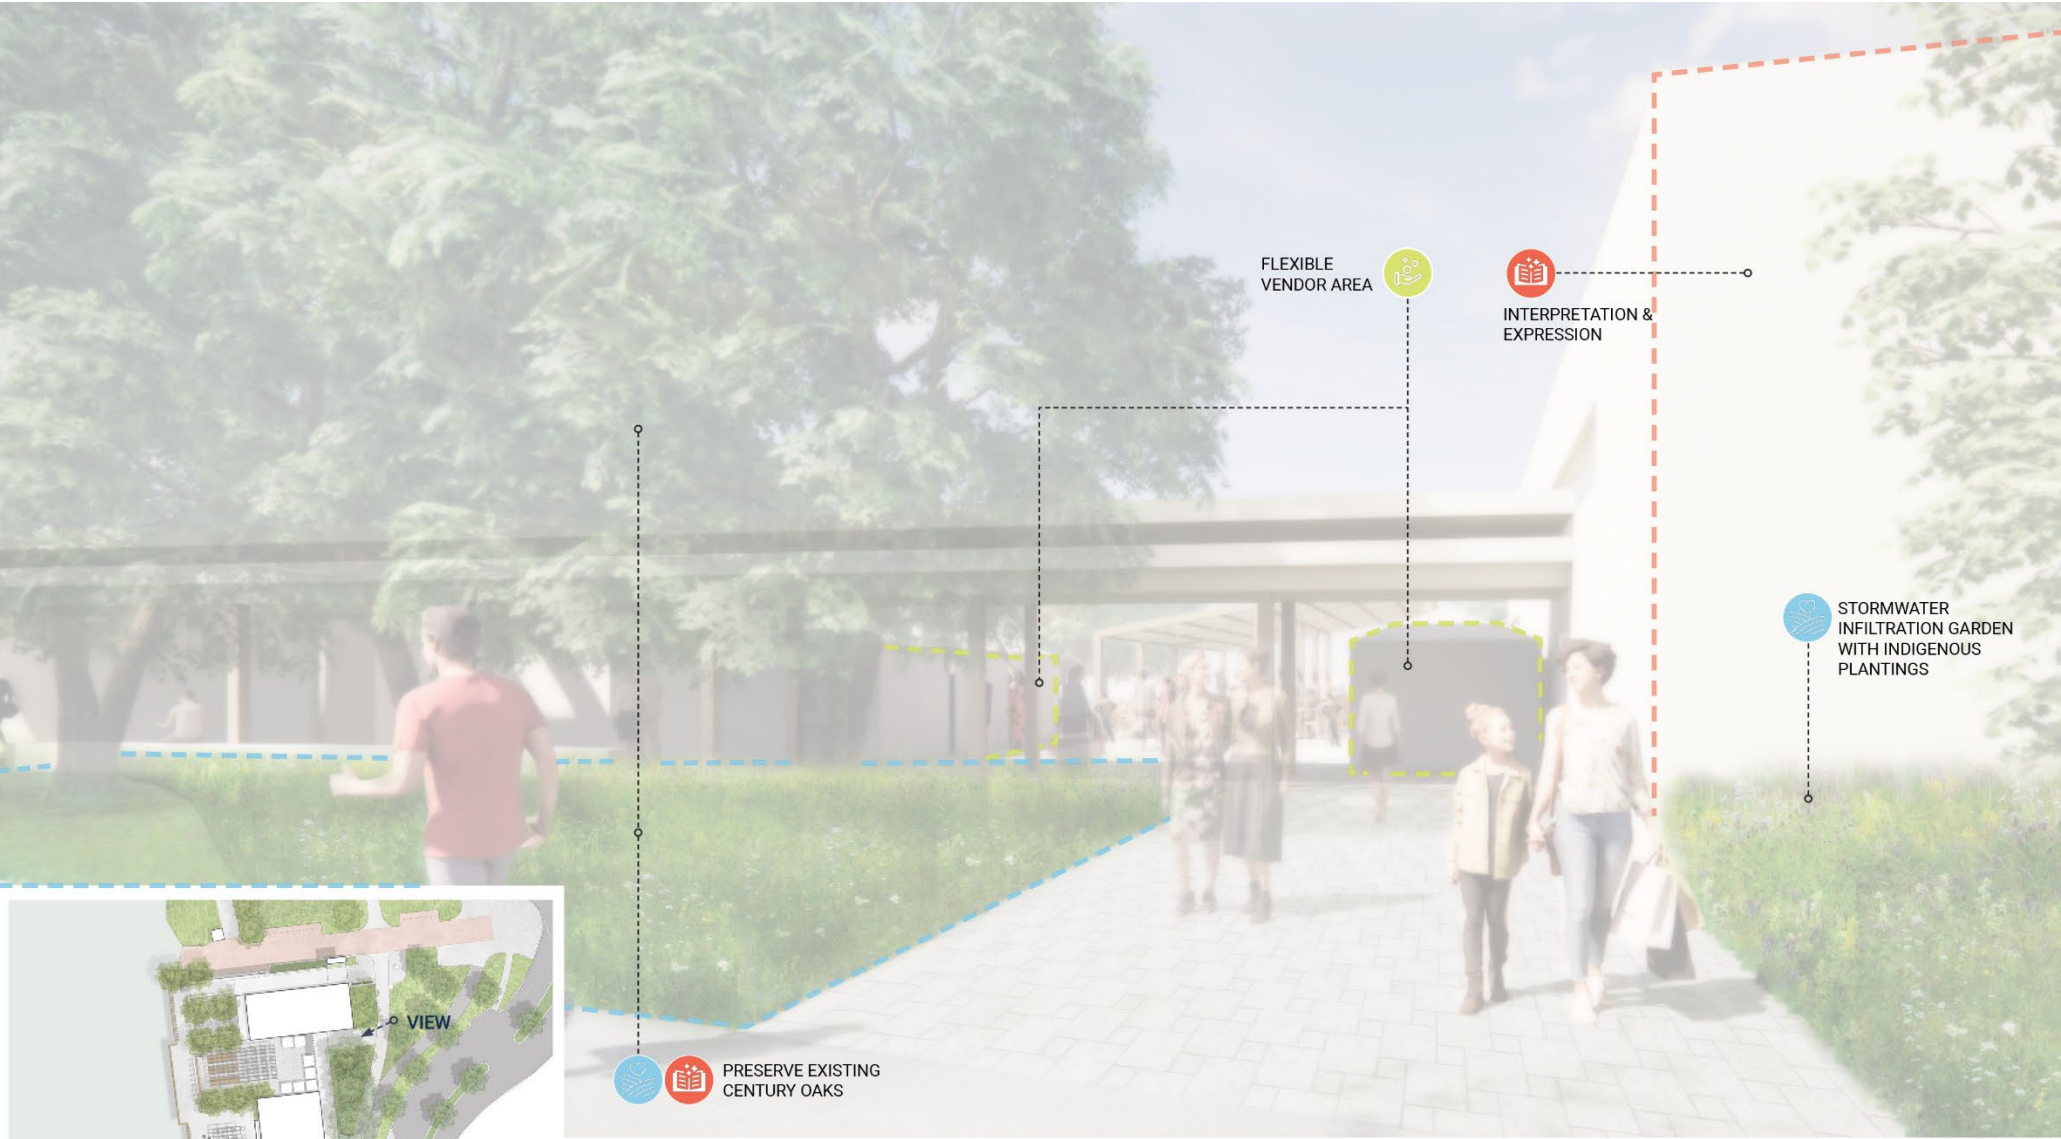 FLEXIBLE
VENDOR AREA
INTERPRETATION &
EXPRESSION
STORMWATER
INFILTRATION GARDEN
WITH INDIGENOUS
PLANTINGS
VIEW
PRESERVE EXISTING
CENTURY OAKS